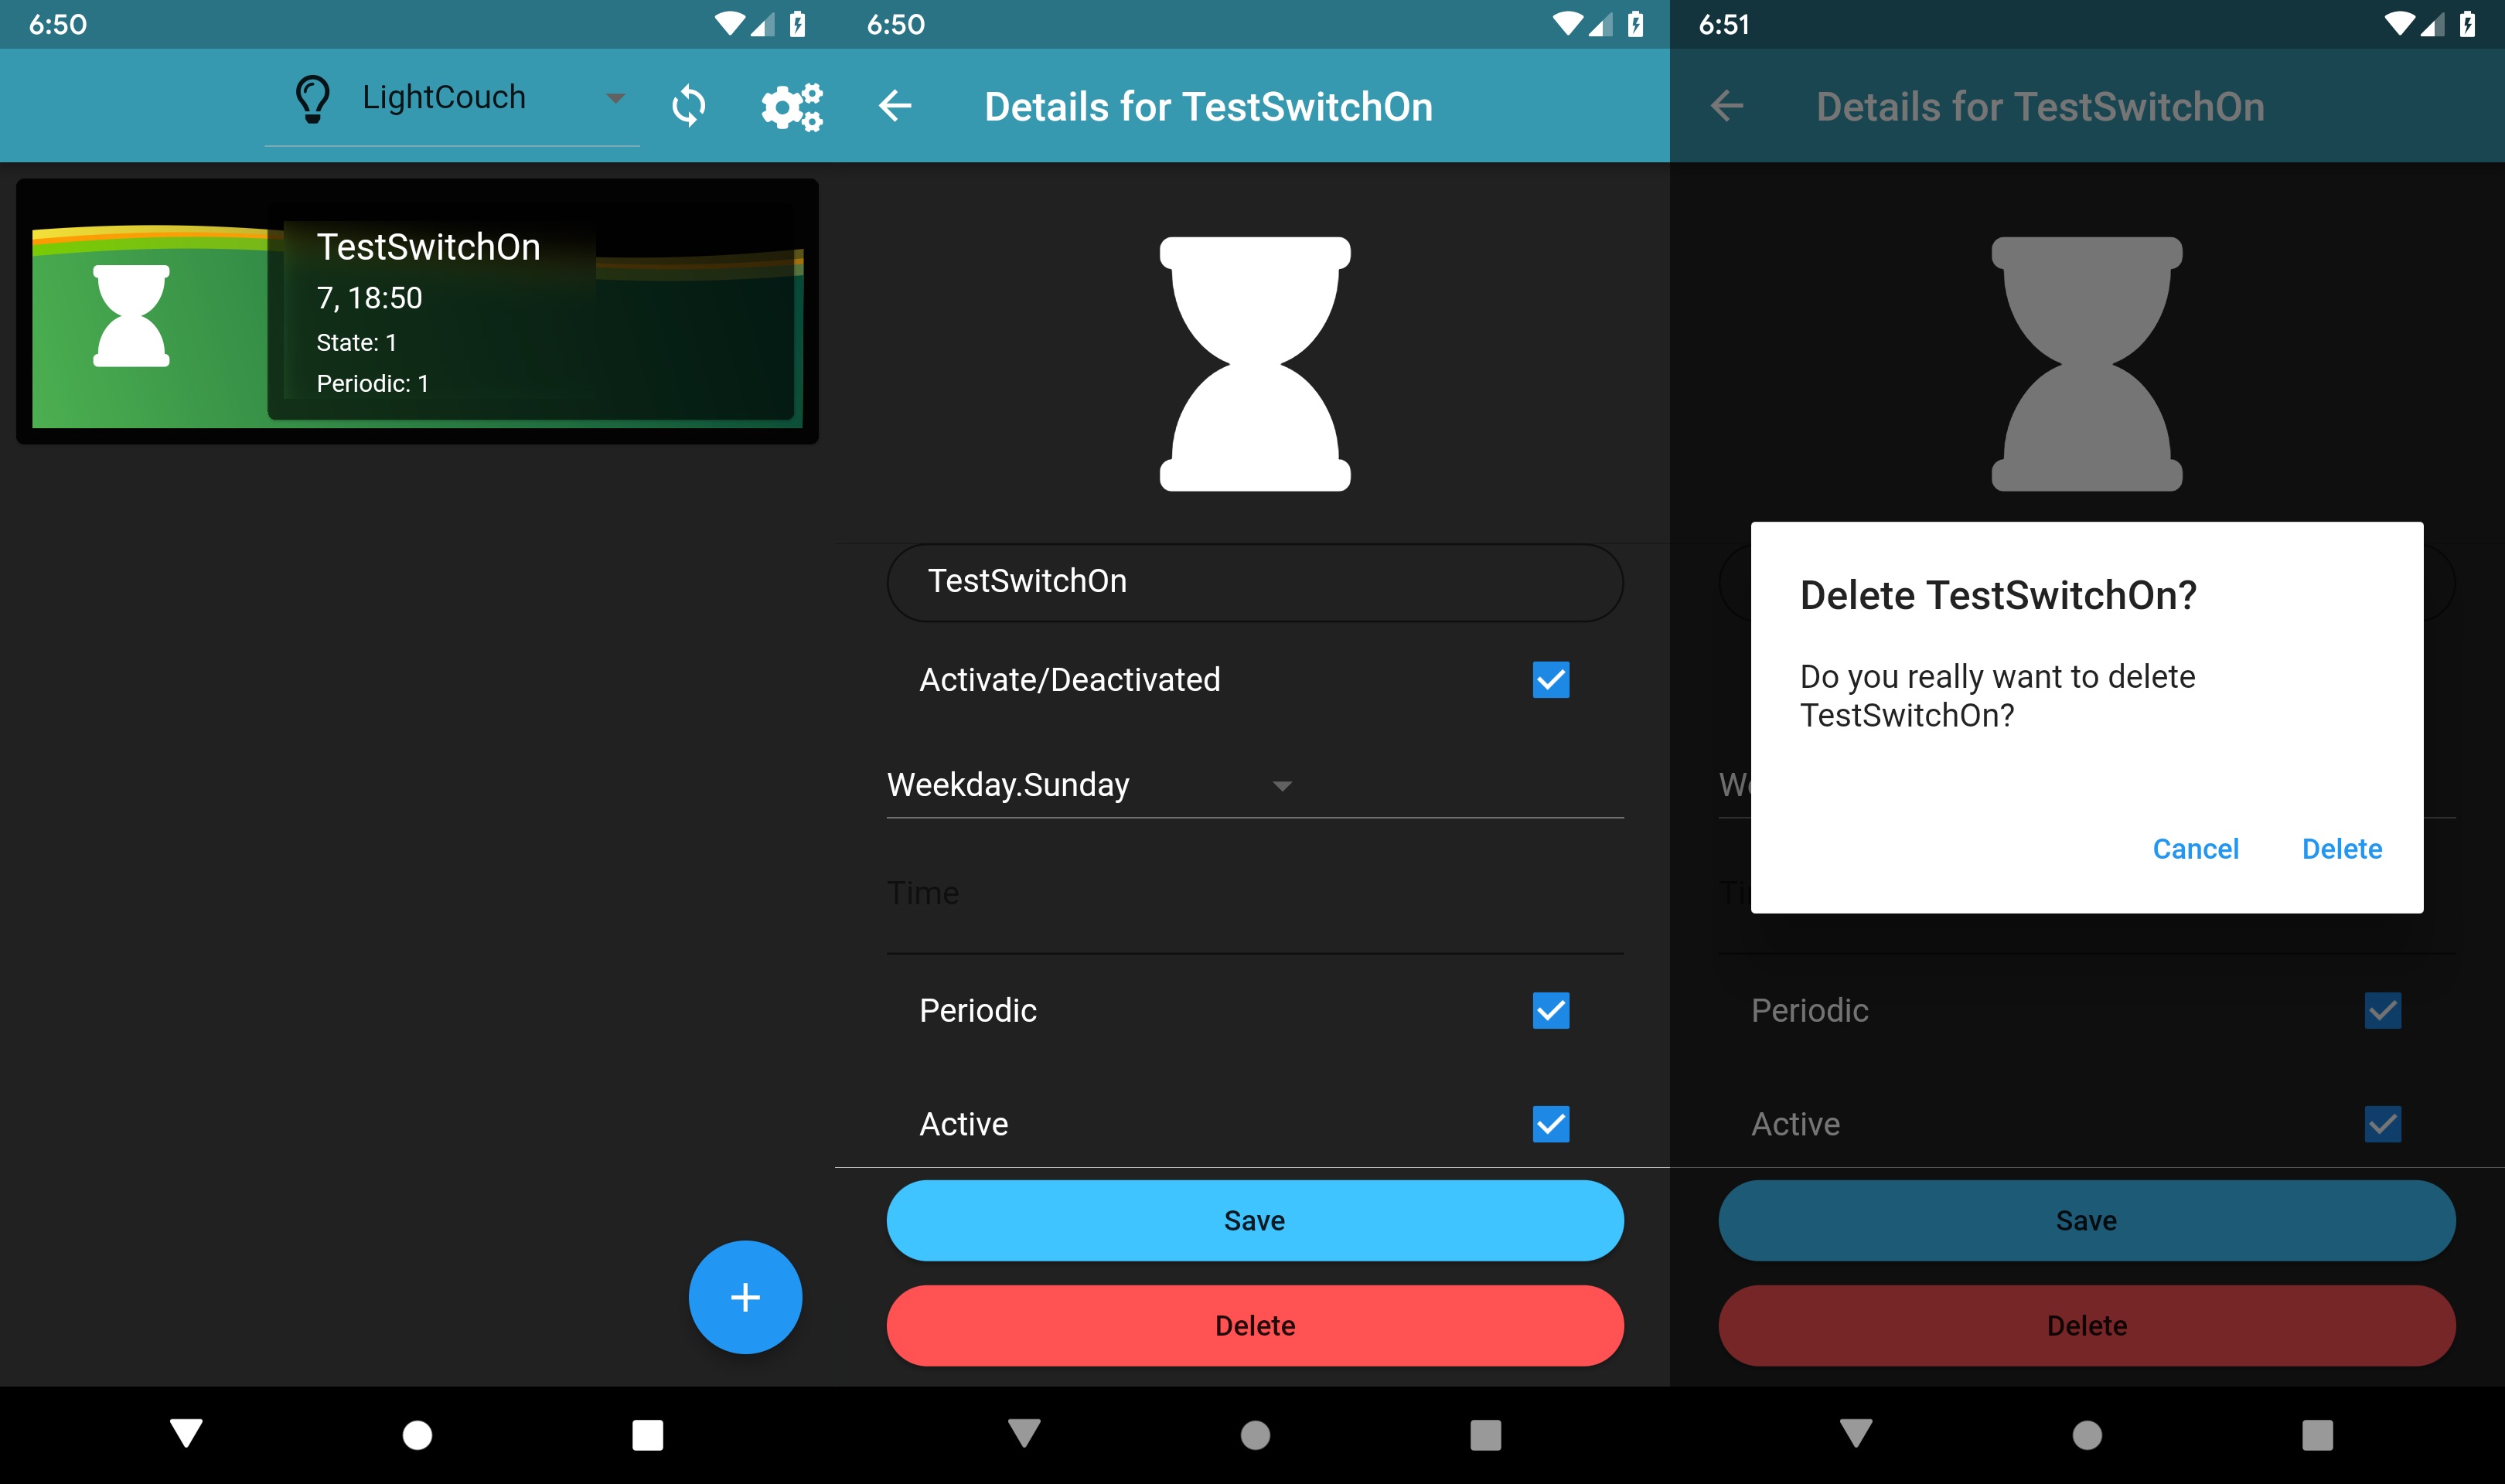 6:50
LightCouch
TestSwitchOn
7, 18:50
State: 1
Periodic: 1
6:50
Details for TestSwitchOn
TestSwitchOn
Activate/Deactivated
Weekday.Sunday
Time
Periodic
Active
Save
Delete
6:51
Details for TestSwitchOn
Delete TestSwitchOn?
Do you really want to delete
TestSwitchOn?
Cancel
Delete
Periodic
Active
Save
Delete